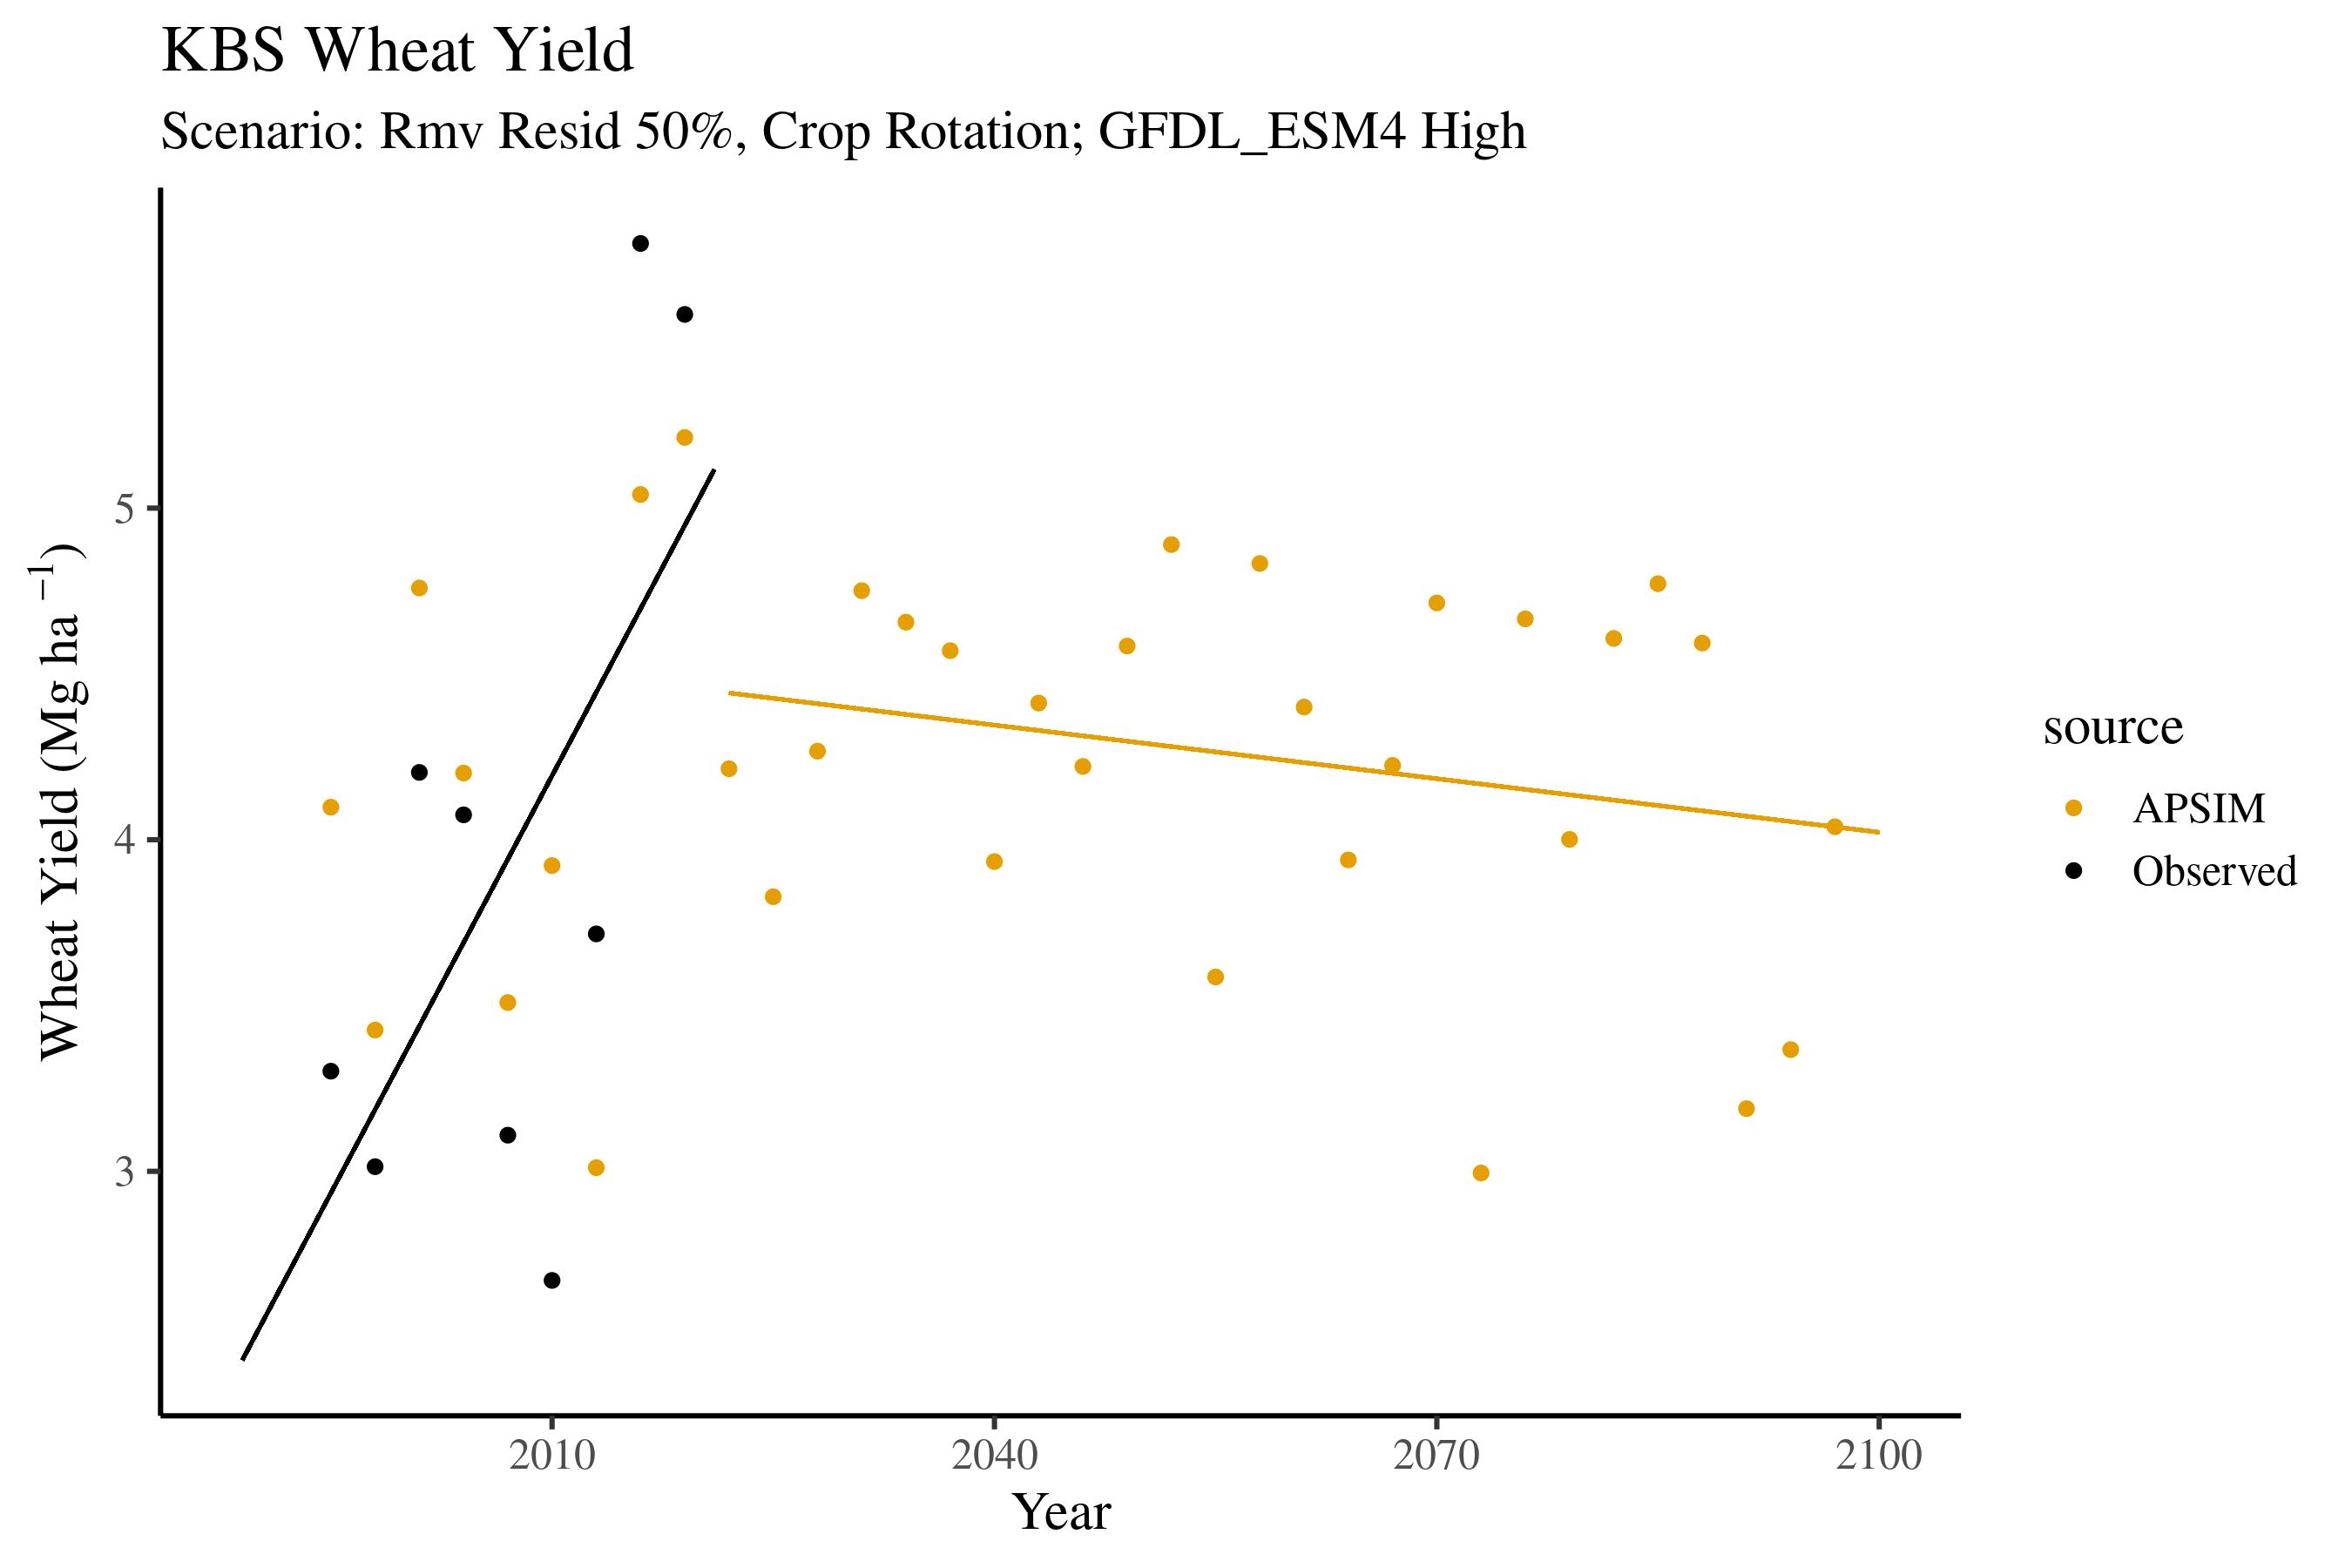 KBS Wheat Yield
Scenario: Rmv Resid 50%, Crop Rotation; GFDL_ESM4 High
Wheat Yield (Mg ha −1)
5
4
3
2010
2040
2070
2100
Year
source
APSIM
Observed